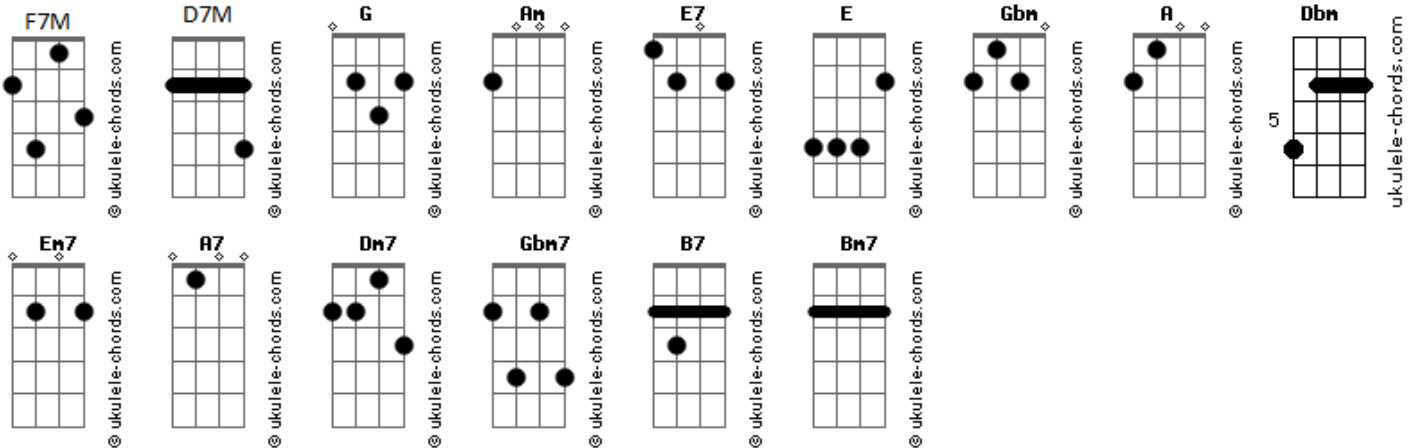 F7M D7M G Am E7 E Gbm A Dbm
© ukulele-chords.com © ukulele-chords.com © ukulele-chords.com © ukulele-chords.com © ukulele-chords.com © ukulele-chords.com © ukulele-chords.com © ukulele-chords.com 5 ukulele-chords.com
Em7 A7 Dm7 Gbm7 B7 Bm7
© ukulele-chords.com © ukulele-chords.com © ukulele-chords.com © ukulele-chords.com © ukulele-chords.com © ukulele-chords.com